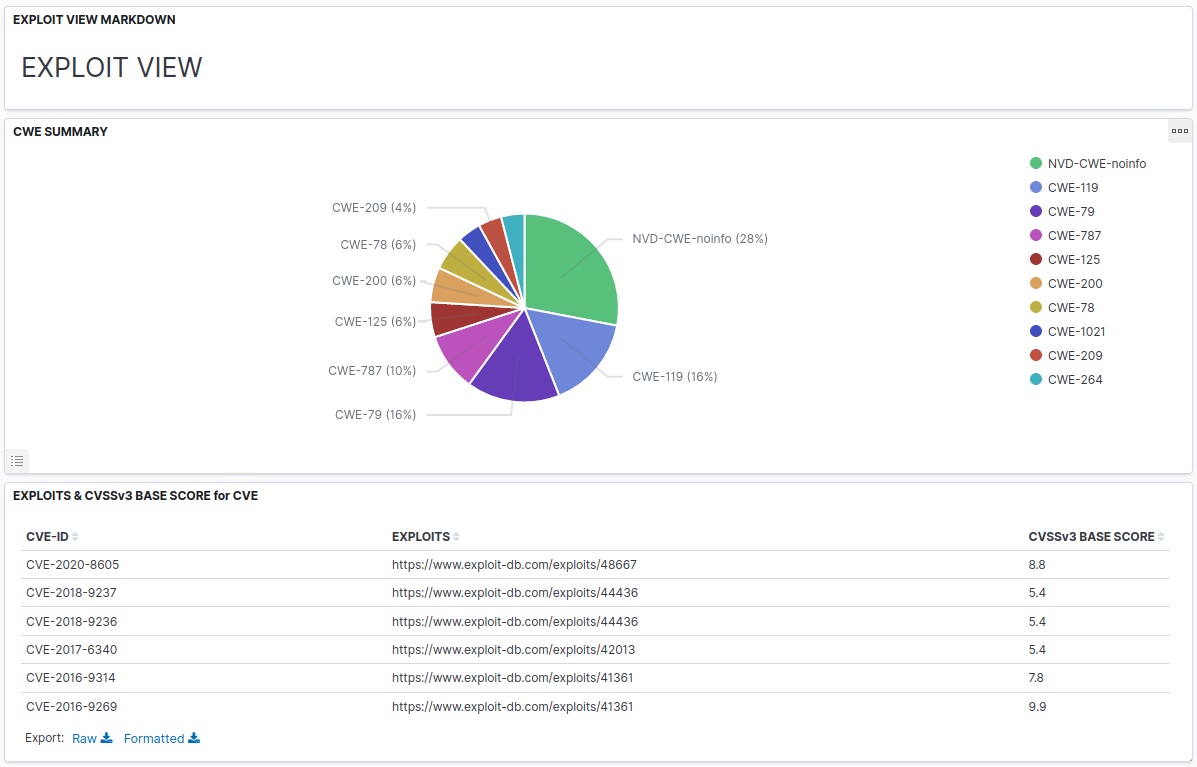 EXPLOIT VIEW MARKDOWN
EXPLOIT VIEW
CWE SUMMARY
NVD-CWE-noinfo
CWE-119
CWE-79
CWE-787
CWE-125
CWE-200
CWE-78
CWE-1021
CWE-209
CWE-264
CWE-209 (4%)
CWE-78 (6%)
CWE-200 (6%)
CWE-125 (6%)
CWE-787 (10%)
CWE-79 (16%)
NVD-CWE-noinfo (28%)
CWE-119 (16%)
EXPLOITS & CVSSv3 BASE SCORE for CVE
CVE-ID EXPLOITS CVSSv3 BASE SCORE
CVE-2020-8605 https://www.exploit-db.com/exploits/48667 8.8
CVE-2018-9237 https://www.exploit-db.com/exploits/44436 5.4
CVE-2018-9236 https://www.exploit-db.com/exploits/44436 5.4
CVE-2017-6340 https://www.exploit-db.com/exploits/42013 5.4
CVE-2016-9314 https://www.exploit-db.com/exploits/41361 7.8
CVE-2016-9269 https://www.exploit-db.com/exploits/41361 9.9
Export: Raw Formatted